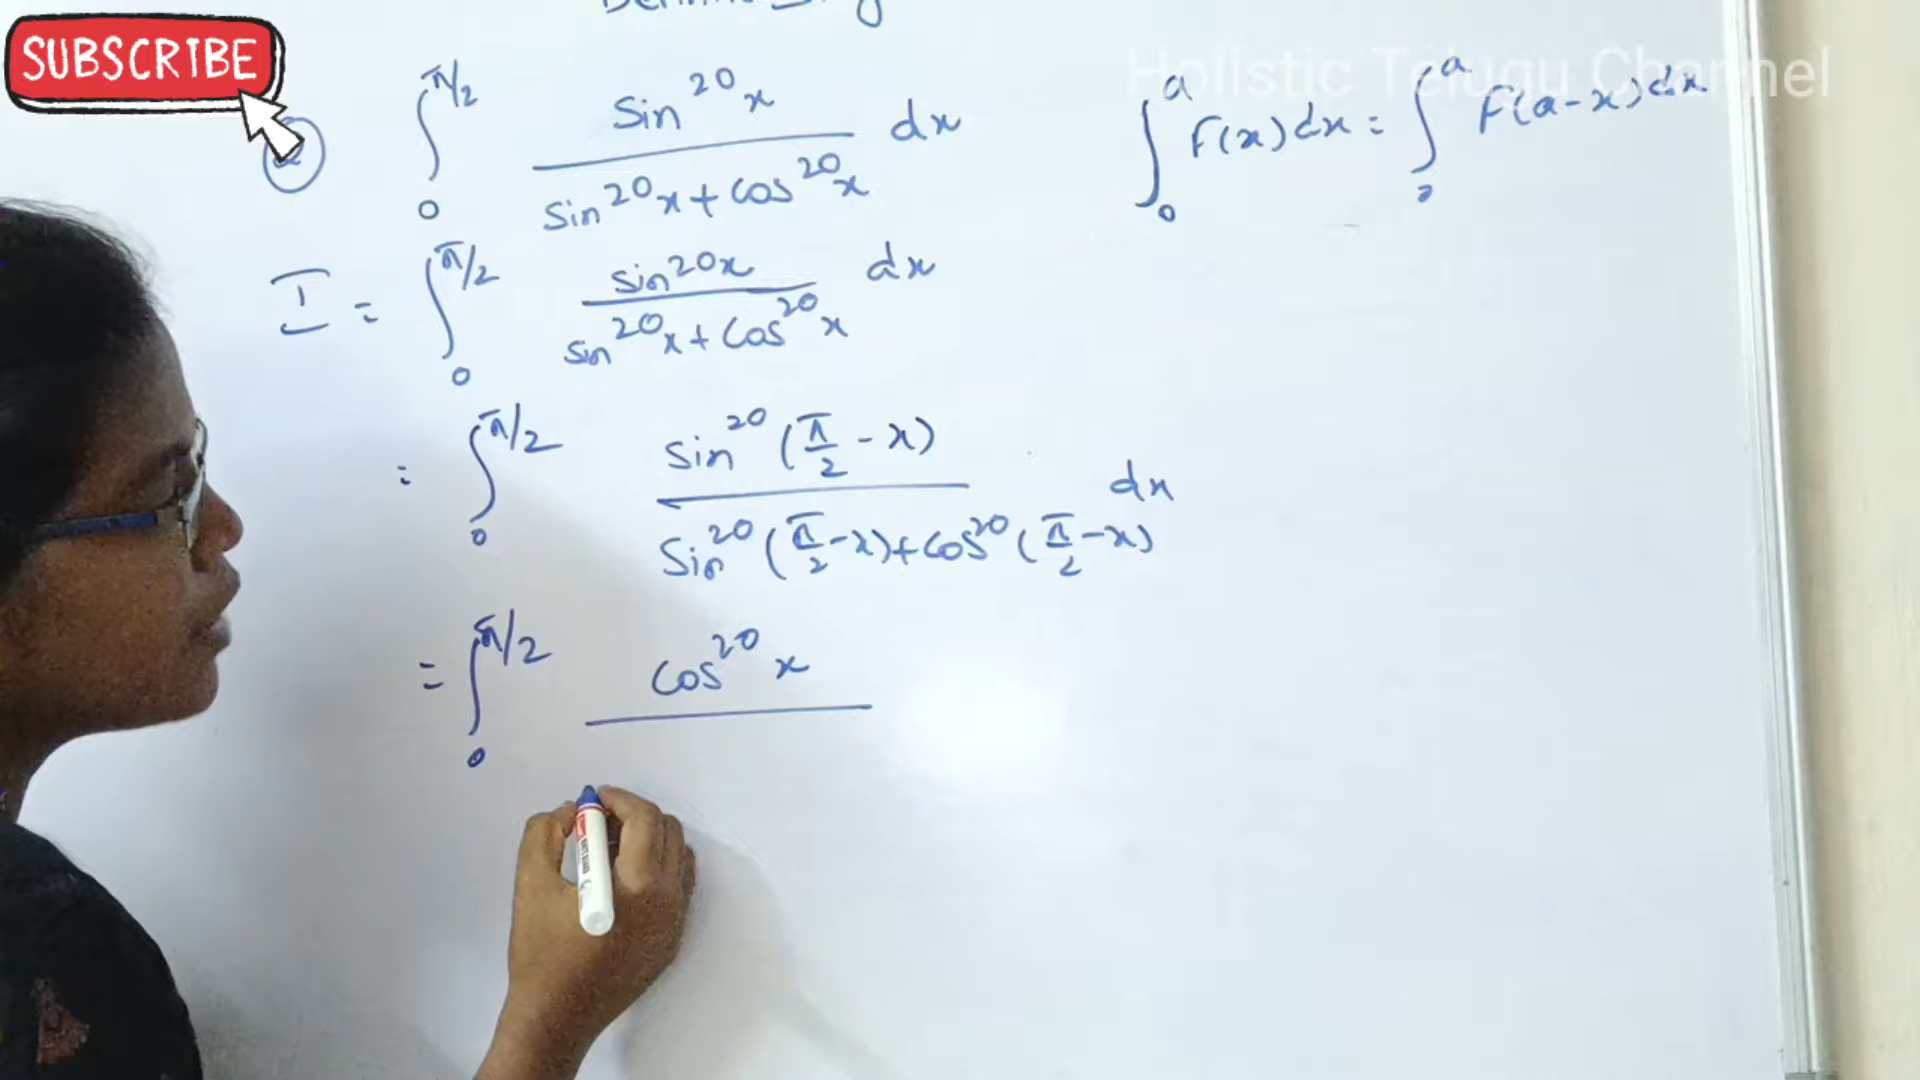 SUBSCRIBE
Holistic Telugu Channel
∫₀^π/2 Sin²⁰x / Sin²⁰x + Cos²⁰x dx
∫₀^a F(x)dx = ∫₀^a F(a-x)dx
I = ∫₀^π/2 Sin²⁰x / Sin²⁰x + Cos²⁰x dx
= ∫₀^π/2 Sin²⁰(π/2 - x) / Sin²⁰(π/2 - x) + Cos²⁰(π/2 - x) dx
= ∫₀^π/2 Cos²⁰x